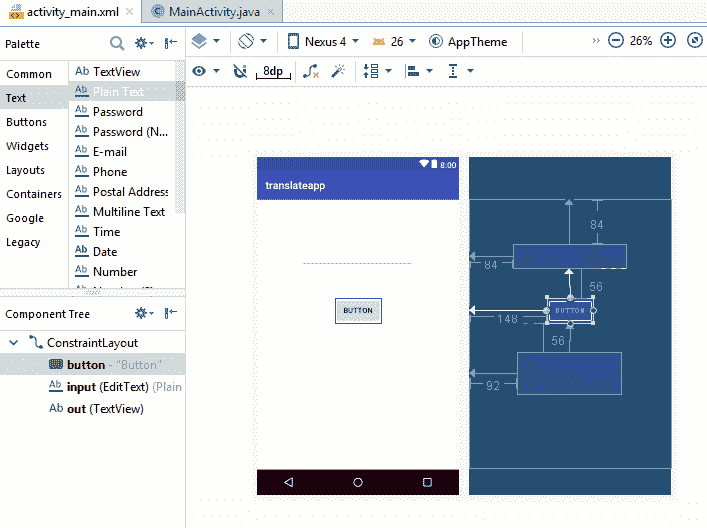 activity_main.xml × MainActivity.java ×
Palette
Nexus 4 26 AppTheme >> 26%
8dp
Common
Text
Buttons
Widgets
Layouts
Containers
Google
Legacy
Ab TextView
Ab Plain Text
Ab Password
Ab Password (N...
Ab E-mail
Ab Phone
Ab Postal Address
Ab Multiline Text
Ab Time
Ab Date
Ab Number
Component Tree
ConstraintLayout
button - "Button"
Ab input (EditText) (Plain
Ab out (TextView)
8:00
translateapp
BUTTON
84
84
56
BUTTON
148
56
92